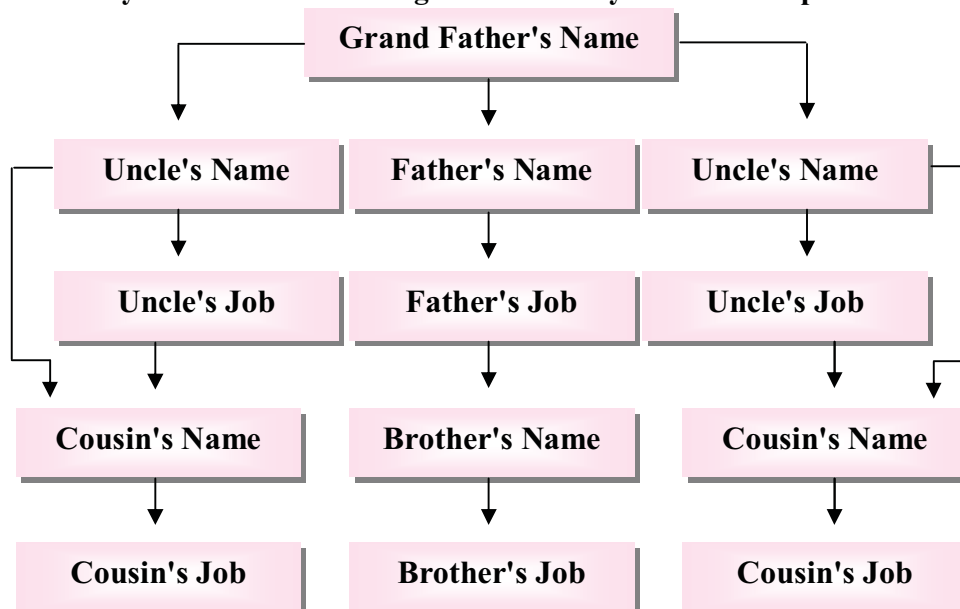 Grand Father's Name
Uncle's Name
Father's Name
Uncle's Name
Uncle's Job
Father's Job
Uncle's Job
Cousin's Name
Brother's Name
Cousin's Name
Cousin's Job
Brother's Job
Cousin's Job